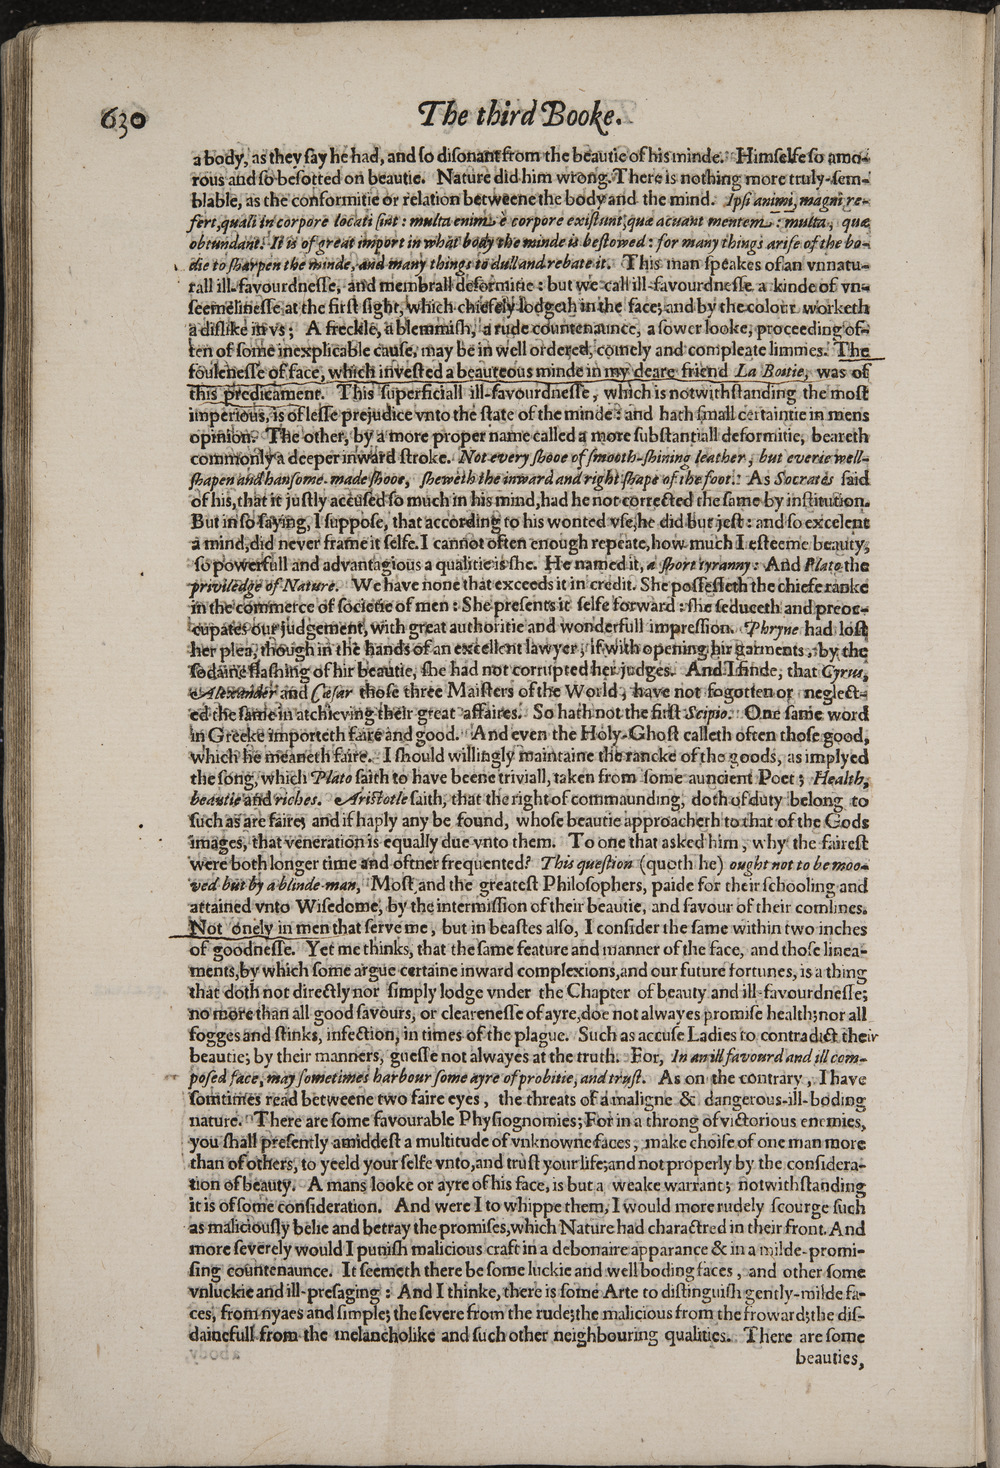 630
The third Booke.
a body, as they ſay he had, and ſo diſonant from the beautie of his minde. Himſelfe ſo amo-
rous and ſo beſotted on beautie. Nature did him wrong. There is nothing more truly-ſem-
blable, as the conformitie or relation betweene the body and the mind. Ipſi animi, magni re-
fert, quali in corpore locati ſint : multa enim è corpore exiſtunt, quæ acuant mentem : multa, quæ
obtundant. It is of great import in what body the minde is beſtowed : for many things ariſe of the bo-
die to ſharpen the minde, and many things to dull and rebate it. This man ſpeakes of an vnnatu-
rall ill-favourdneſſe, and membrall deformitie : but we call ill-favourdneſſe a kinde of vn-
ſeemelineſſe at the firſt ſight, which chiefely lodgeth in the face; and by the colour worketh
a diſlike in vs; A freckle, a blemmiſh, a rude countenaunce, a ſower looke, proceeding of-
ten of ſome inexplicable cauſe, may be in well ordered, comely and compleate limmes. The
fouleneſſe of face, which inveſted a beauteous minde in my deare friend La Boitie, was of
this predicament. This ſuperficiall ill-favourdneſſe, which is notwithſtanding the moſt
imperious, is of leſſe prejudice vnto the ſtate of the minde : and hath ſmall certaintie in mens
opinion. The other, by a more proper name called a more ſubſtantiall deformitie, beareth
commonly a deeper inward ſtroke. Not every ſhooe of ſmooth-ſhining leather, but everie well-
ſhapen and hanſome-made ſhooe, ſheweth the inward and right ſhape of the foot. As Socrates ſaid
of his, that it juſtly accuſed ſo much in his mind, had he not corrected the ſame by inſtitution.
But in ſo ſaying, I ſuppoſe, that according to his wonted vſe, he did but jeſt : and ſo excelent
a mind, did never frame it ſelfe. I cannot often enough repeate, how much I eſteeme beauty,
ſo powerfull and advantagious a qualitie is ſhe. He named it, a ſhort tyranny : And Plato the
priviledge of Nature. We have none that exceeds it in credit. She poſſeſſeth the chiefe ranke
in the commerce of ſocietie of men : She preſents it ſelfe forward : ſhe ſeduceth and preoc-
cupates our judgement, with great authoritie and wonderfull impreſſion. Phryne had loſt
her plea, though in the hands of an excellent lawyer, if with opening hir garments, by the
ſodaine flaſhing of hir beautie, ſhe had not corrupted her judges. And I finde, that Cyrus,
Alexander and Cæſar thoſe three Maiſters of the World, have not fogotten or neglect-
ed the ſame in atchieving their great affaires. So hath not the firſt Scipio. One ſame word
in Greeke importeth faire and good. And even the Holy-Ghoſt calleth often thoſe good,
which he meaneth faire. I ſhould willingly maintaine the rancke of the goods, as implyed
the ſong, which Plato ſaith to have beene triviall, taken from ſome auncient Poet; Health,
beautie and riches. Ariſtotle ſaith, that the right of commaunding, doth of duty belong to
ſuch as are faire; and if haply any be found, whoſe beautie approacheth to that of the Gods
images, that veneration is equally due vnto them. To one that asked him, why the faireſt
were both longer time and oftner frequented? This queſtion (quoth he) ought not to be moo-
ved but by a blinde-man, Moſt and the greateſt Philoſophers, paide for their ſchooling and
attained vnto Wiſedome, by the intermiſſion of their beautie, and favour of their comlines.
Not onely in men that ſerve me, but in beaſtes alſo, I conſider the ſame within two inches
of goodneſſe. Yet me thinks, that the ſame feature and manner of the face, and thoſe linea-
ments, by which ſome argue certaine inward complexions, and our future fortunes, is a thing
that doth not directly nor ſimply lodge vnder the Chapter of beauty and ill-favourdneſſe;
no more than all good ſavours, or cleareneſſe of ayre, doe not alwayes promiſe health; nor all
fogges and ſtinks, infection, in times of the plague. Such as accuſe Ladies to contradict their
beautie; by their manners, gueſſe not alwayes at the truth. For, In an ill favourd and ill com-
poſed face, may ſometimes harbour ſome ayre of probitie, and truſt. As on the contrary, I have
ſomtimes read betweene two faire eyes, the threats of a maligne & dangerous-ill-boding
nature. There are ſome favourable Phyſiognomies; For in a throng of victorious enemies,
you ſhall preſently amiddeſt a multitude of vnknowne faces, make choiſe of one man more
than of others, to yeeld your ſelfe vnto, and truſt your life; and not properly by the conſidera-
tion of beauty. A mans looke or ayre of his face, is but a weake warrant; notwithſtanding
it is of ſome conſideration. And were I to whippe them, I would more rudely ſcourge ſuch
as maliciouſly belie and betray the promiſes, which Nature had charactred in their front. And
more ſeverely would I puniſh malicious craft in a debonaire apparance & in a milde-promi-
ſing countenaunce. It ſeemeth there be ſome luckie and well boding faces, and other ſome
vnluckie and ill-preſaging : And I thinke, there is ſome Arte to diſtinguiſh gently-milde fa-
ces, from nyaes and ſimple; the ſevere from the rude; the malicious from the froward; the diſ-
dainefull from the melancholike and ſuch other neighbouring qualities. There are ſome
beauties,